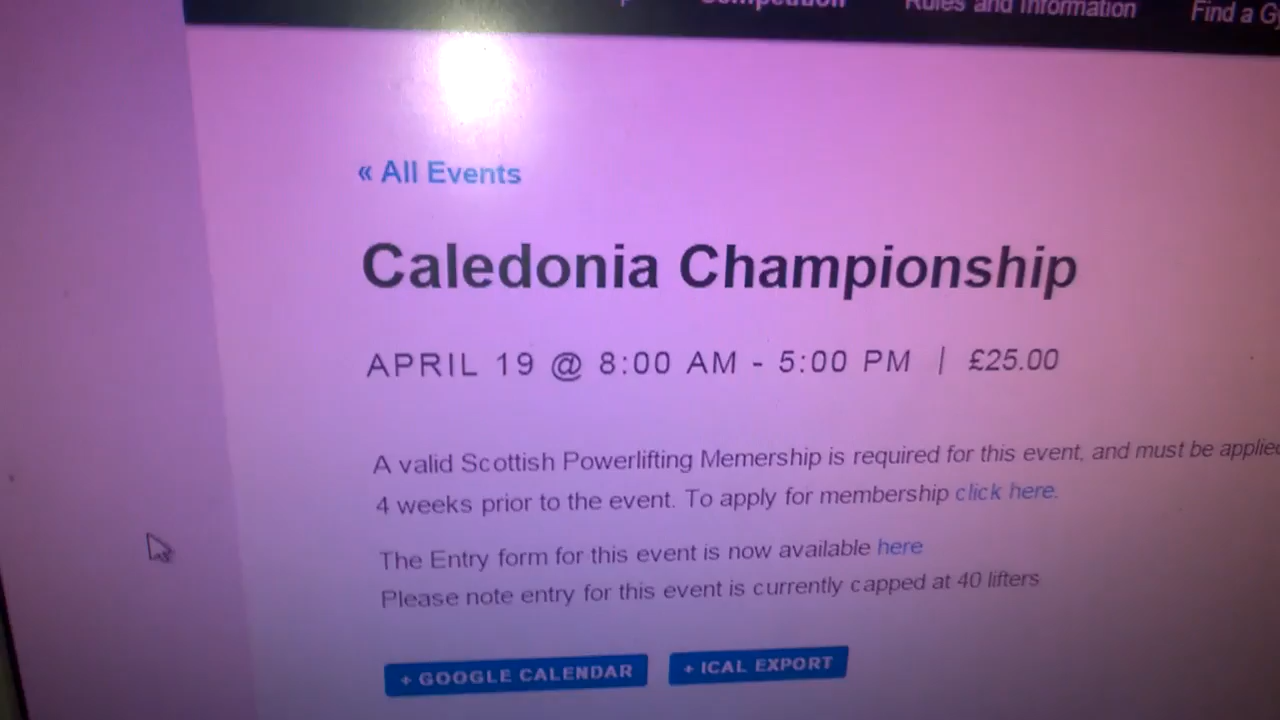 Competition Rules and Information Find a
« All Events
Caledonia Championship
APRIL 19 @ 8:00 AM - 5:00 PM | £25.00
A valid Scottish Powerlifting Memership is required for this event, and must be
4 weeks prior to the event. To apply for membership click here.
The Entry form for this event is now available here
Please note entry for this event is currently capped at 40 lifters
+ GOOGLE CALENDAR + ICAL EXPORT